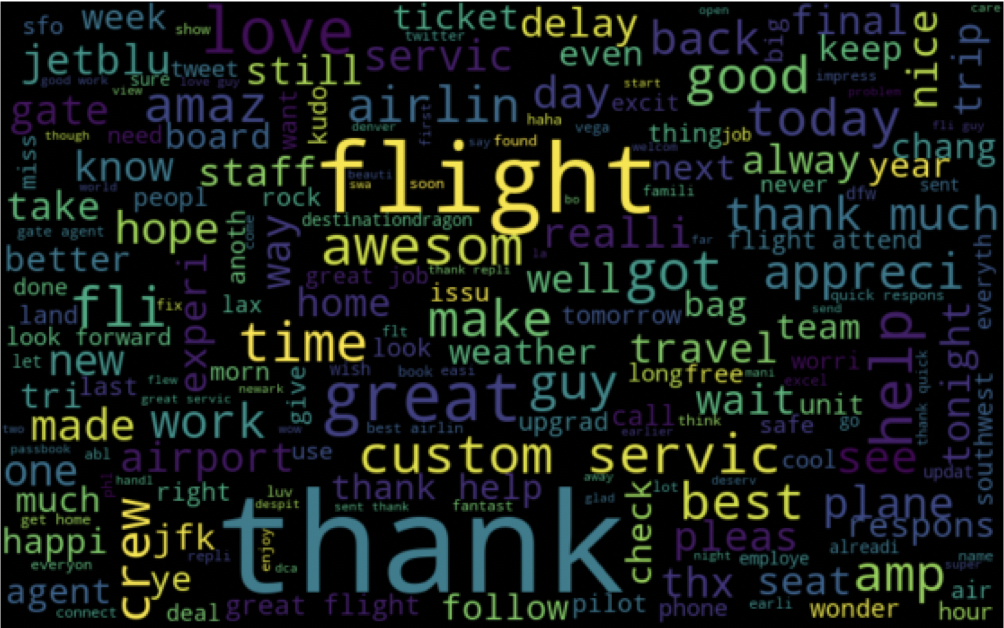 sfo week show love ticket twitter delay back big final open care
jetblu tweet still servic even keep nice trip
good work sure love guy view good impress
gate amaz want kudo airlin day excit start problem
though need board haha first denver vega thing job today fli guy
miss know staff flight say found welcom next alway year chang
world peopl rock beauti swa soon bo famili never dfw sent
take gate agent hope anoth come way destinationdragon realli far thank much flight attend
better awesom la well got appreci everyth
done fli fix experi great job thank repli issu bag quick respons
land lax home make tomorrow send team
look forward time flt look weather travel worri help tonight
let new morn give wish book easi longfree mani excel
tri last flew newark great guy wait unit thank quick southwest
great servic upgrad call think safe go
two made work wow best airlin earlier
passbook abl airport use custom servic cool see updat
one phl handl thank help away deserv
much right luv despit sent thank fantast glad check lot best plane
get home crew jfk enjoy thank pleas respons
happi everyon repli dca night employe alreadi name super
agent ye thx seat amp air
connect deal great flight follow pilot phone earli wonder hour